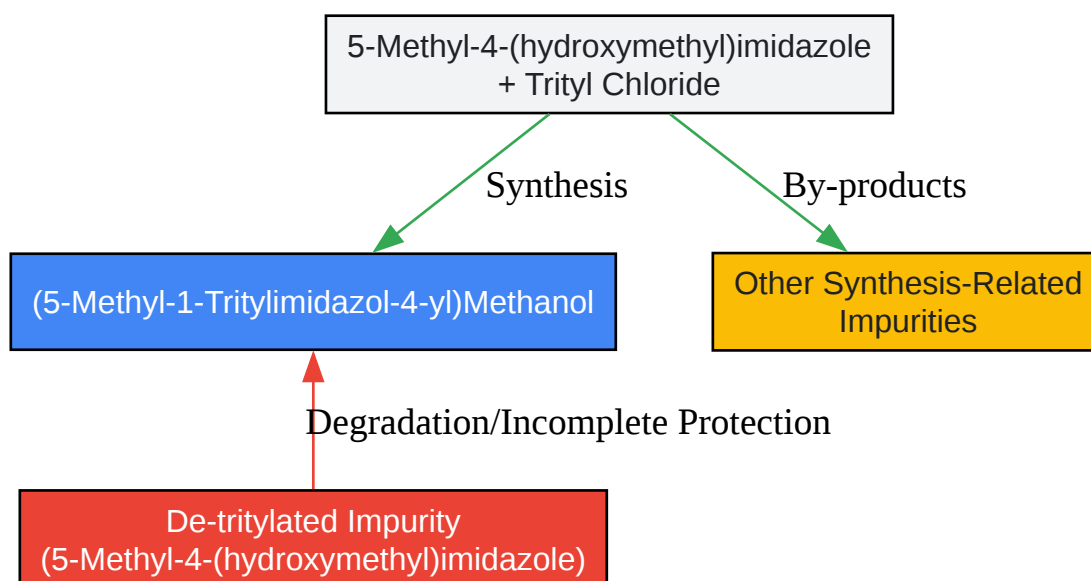 5-Methyl-4-(hydroxymethyl)imidazole
+ Trityl Chloride
Synthesis
By-products
(5-Methyl-1-Tritylimidazol-4-yl)Methanol
Other Synthesis-Related
Impurities
Degradation/Incomplete Protection
De-tritylated Impurity
(5-Methyl-4-(hydroxymethyl)imidazole)